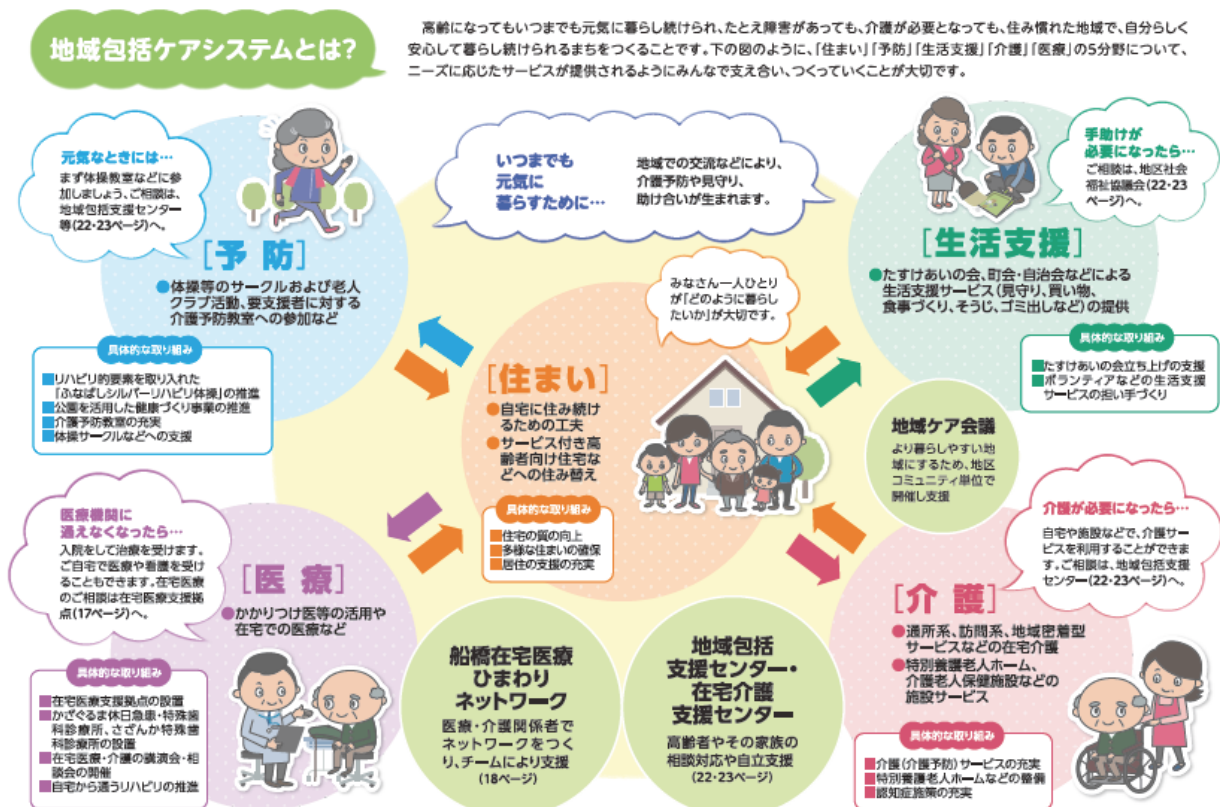 地域包括ケアシステムとは?
高齢になってもいつまでも元気に暮らし続けられ、たとえ障害があっても、介護が必要となっても、住み慣れた地域で、自分らしく
安心して暮らし続けられるまちをつくることです。下の図のように、「住まい」「予防」「生活支援」「介護」「医療」の5分野について、
ニーズに応じたサービスが提供されるようにみんなで支え合い、つくっていくことが大切です。
元気なときには…
まず体操教室などに参
加しましょう。ご相談は、
地域包括支援センター
等(22・23ページ)へ。
[予 防]
●体操等のサークルおよび老人
クラブ活動、要支援者に対する
介護予防教室への参加など
具体的な取り組み
■リハビリ的要素を取り入れた
「ふなばしシルバーリハビリ体操」の推進
■公園を活用した健康づくり事業の推進
■介護予防教室の充実
■体操サークルなどへの支援
いつまでも
元気に
暮らすために…
地域での交流などにより、
介護予防や見守り、
助け合いが生まれます。
手助けが
必要になったら…
ご相談は、地区社会
福祉協議会(22・23
ページ)へ。
[生活支援]
●たすけあいの会、町会・自治会などによる
生活支援サービス(見守り、買い物、
食事づくり、そうじ、ゴミ出しなど)の提供
具体的な取り組み
■たすけあいの会立ち上げの支援
■ボランティアなどの生活支援
サービスの担い手づくり
みなさん一人ひとり
が「どのように暮らし
たいか」が大切です。
[住まい]
●自宅に住み続け
るための工夫
●サービス付き高
齢者向け住宅な
どへの住み替え
具体的な取り組み
■住宅の質の向上
■多様な住まいの確保
■居住の支援の充実
地域ケア会議
より暮らしやすい地
域にするため、地区
コミュニティ単位で
開催し支援
医療機関に
通えなくなったら…
入院をして治療を受けます。
ご自宅で医療や看護を受け
ることもできます。在宅医療
のご相談は在宅医療支援拠
点(17ページ)へ。
[医 療]
●かかりつけ医等の活用や
在宅での医療など
具体的な取り組み
■在宅医療支援拠点の設置
■かざぐるま休日急患・特殊歯
科診療所、さざんか特殊歯
科診療所の設置
■在宅医療・介護の講演会・相
談会の開催
■自宅から通うリハビリの推進
船橋在宅医療
ひまわり
ネットワーク
医療・介護関係者で
ネットワークをつく
り、チームにより支援
(18ページ)
地域包括
支援センター・
在宅介護
支援センター
高齢者やその家族の
相談対応や自立支援
(22・23ページ)
介護が必要になったら…
自宅や施設などで、介護サー
ビスを利用することができま
す。ご相談は、地域包括支援
センター(22・23ページ)へ。
[介 護]
●通所系、訪問系、地域密着型
サービスなどの在宅介護
●特別養護老人ホーム、
介護老人保健施設などの
施設サービス
具体的な取り組み
■介護(介護予防)サービスの充実
■特別養護老人ホームなどの整備
■認知症施策の充実